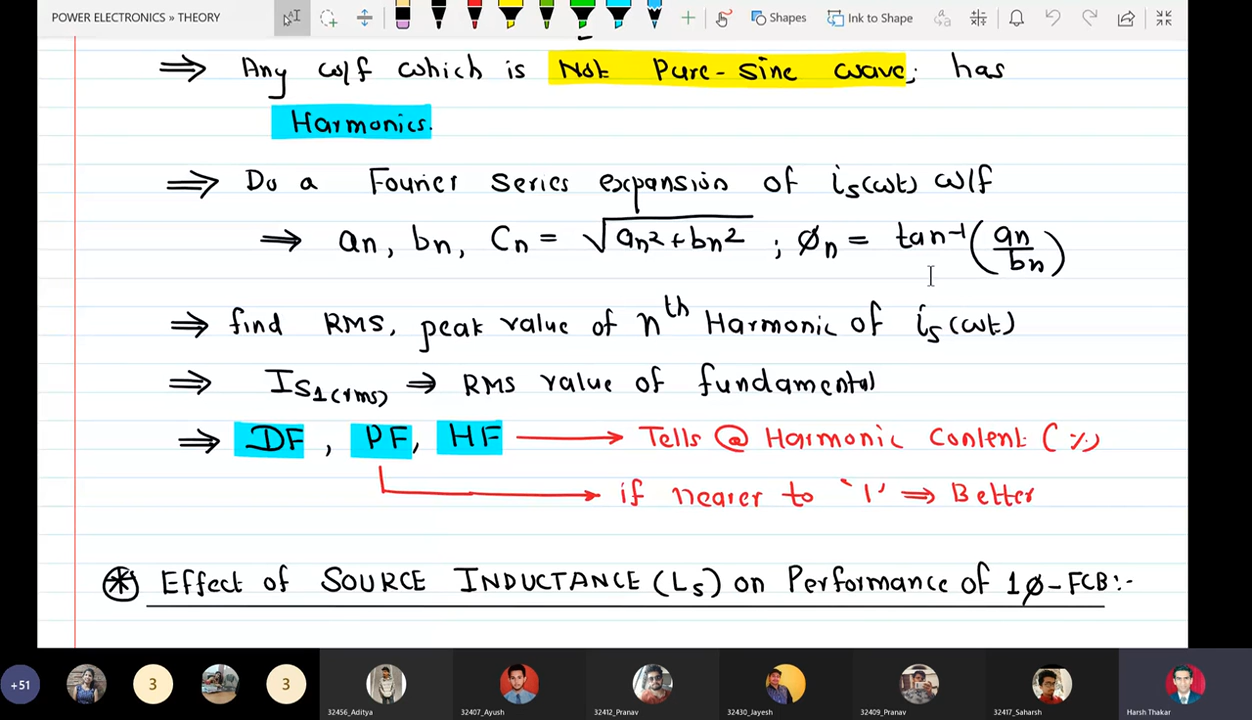 POWER ELECTRONICS » THEORY
Shapes
Ink to Shape
⇒ Any w/f which is Not Pure-sine wave; has
Harmonics.
⇒ Do a Fourier Series expansion of is(wt) w/f
⇒ an, bn, Cn = √an²+bn² ; Øn = tan⁻¹(an/bn)
⇒ find RMS, peak value of nth Harmonic of is(wt)
⇒ IS1(rms) ⇒ RMS value of fundamental
⇒ DF, PF, HF → Tells @ Harmonic Content (%)
→ if nearer to '1' ⇒ Better
⊛ Effect of SOURCE INDUCTANCE (Ls) on Performance of 1Ø-FCB:-
+51
3
3
32456_Aditya
32407_Ayush
32412_Pranav
32430_Jayesh
32409_Pranav
32417_Saharsh
Harsh Thakar